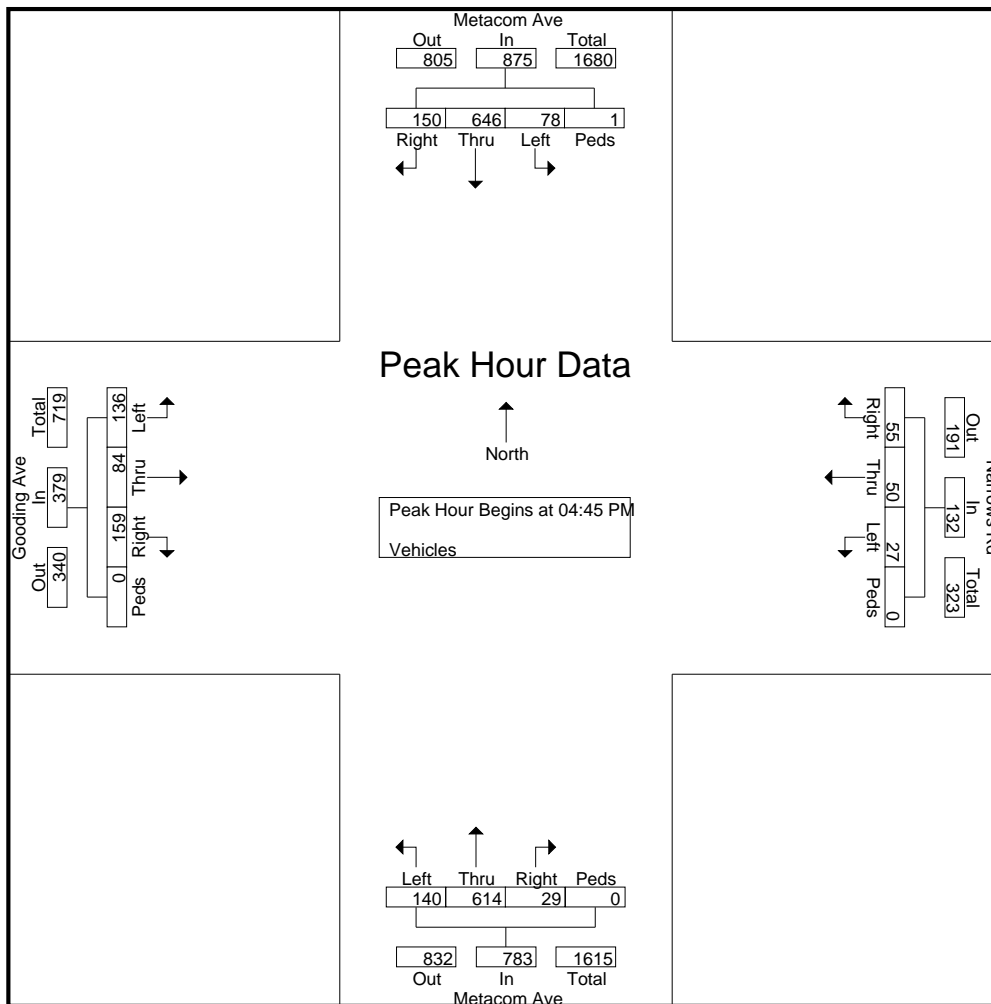 Metacom Ave
Out In Total
805 875 1680
150 646 78 1
Right Thru Left Peds
Peak Hour Data
North
Peak Hour Begins at 04:45 PM
Vehicles
Gooding Ave
Out In Total
340 379 719
Left Thru Right Peds
136 84 159 0
Right Thru Left Peds
55 50 27 0
Out In Total
191 132 323
Left Thru Right Peds
140 614 29 0
832 783 1615
Out In Total
Metacom Ave